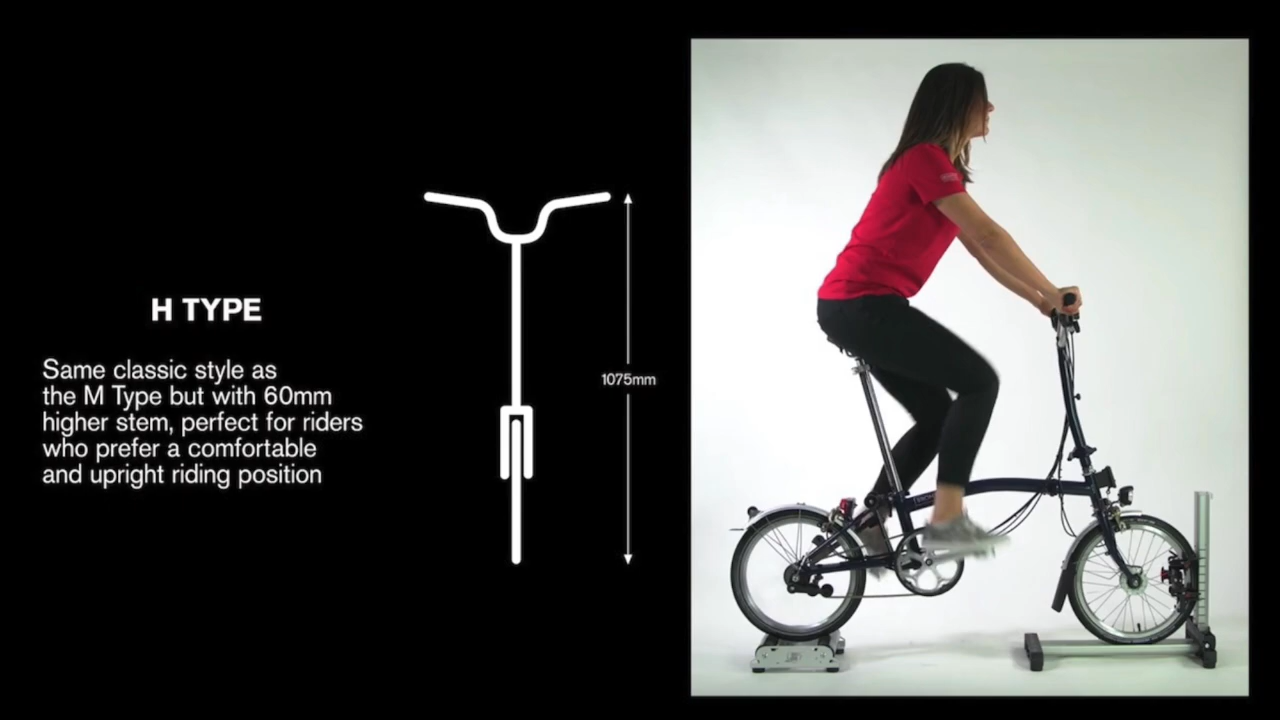 H TYPE
Same classic style as
the M Type but with 60mm
higher stem, perfect for riders
who prefer a comfortable
and upright riding position
1075mm